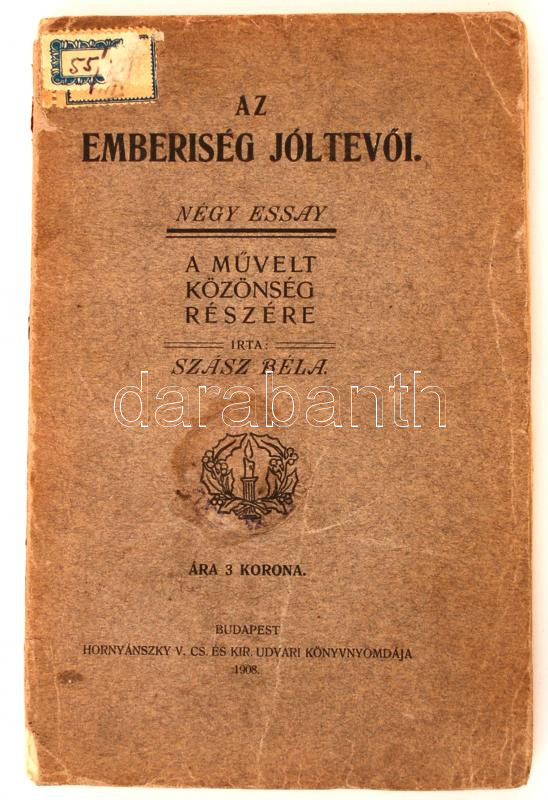 55
AZ
EMBERISÉG JÓLTEVŐI.
NÉGY ESSAY
A MŰVELT
KÖZÖNSÉG
RÉSZÉRE
IRTA:
SZÁSZ BÉLA.
darabanth
ÁRA 3 KORONA.
BUDAPEST
HORNYÁNSZKY V. CS. ÉS KIR. UDVARI KÖNYVNYOMDÁJA
1908.